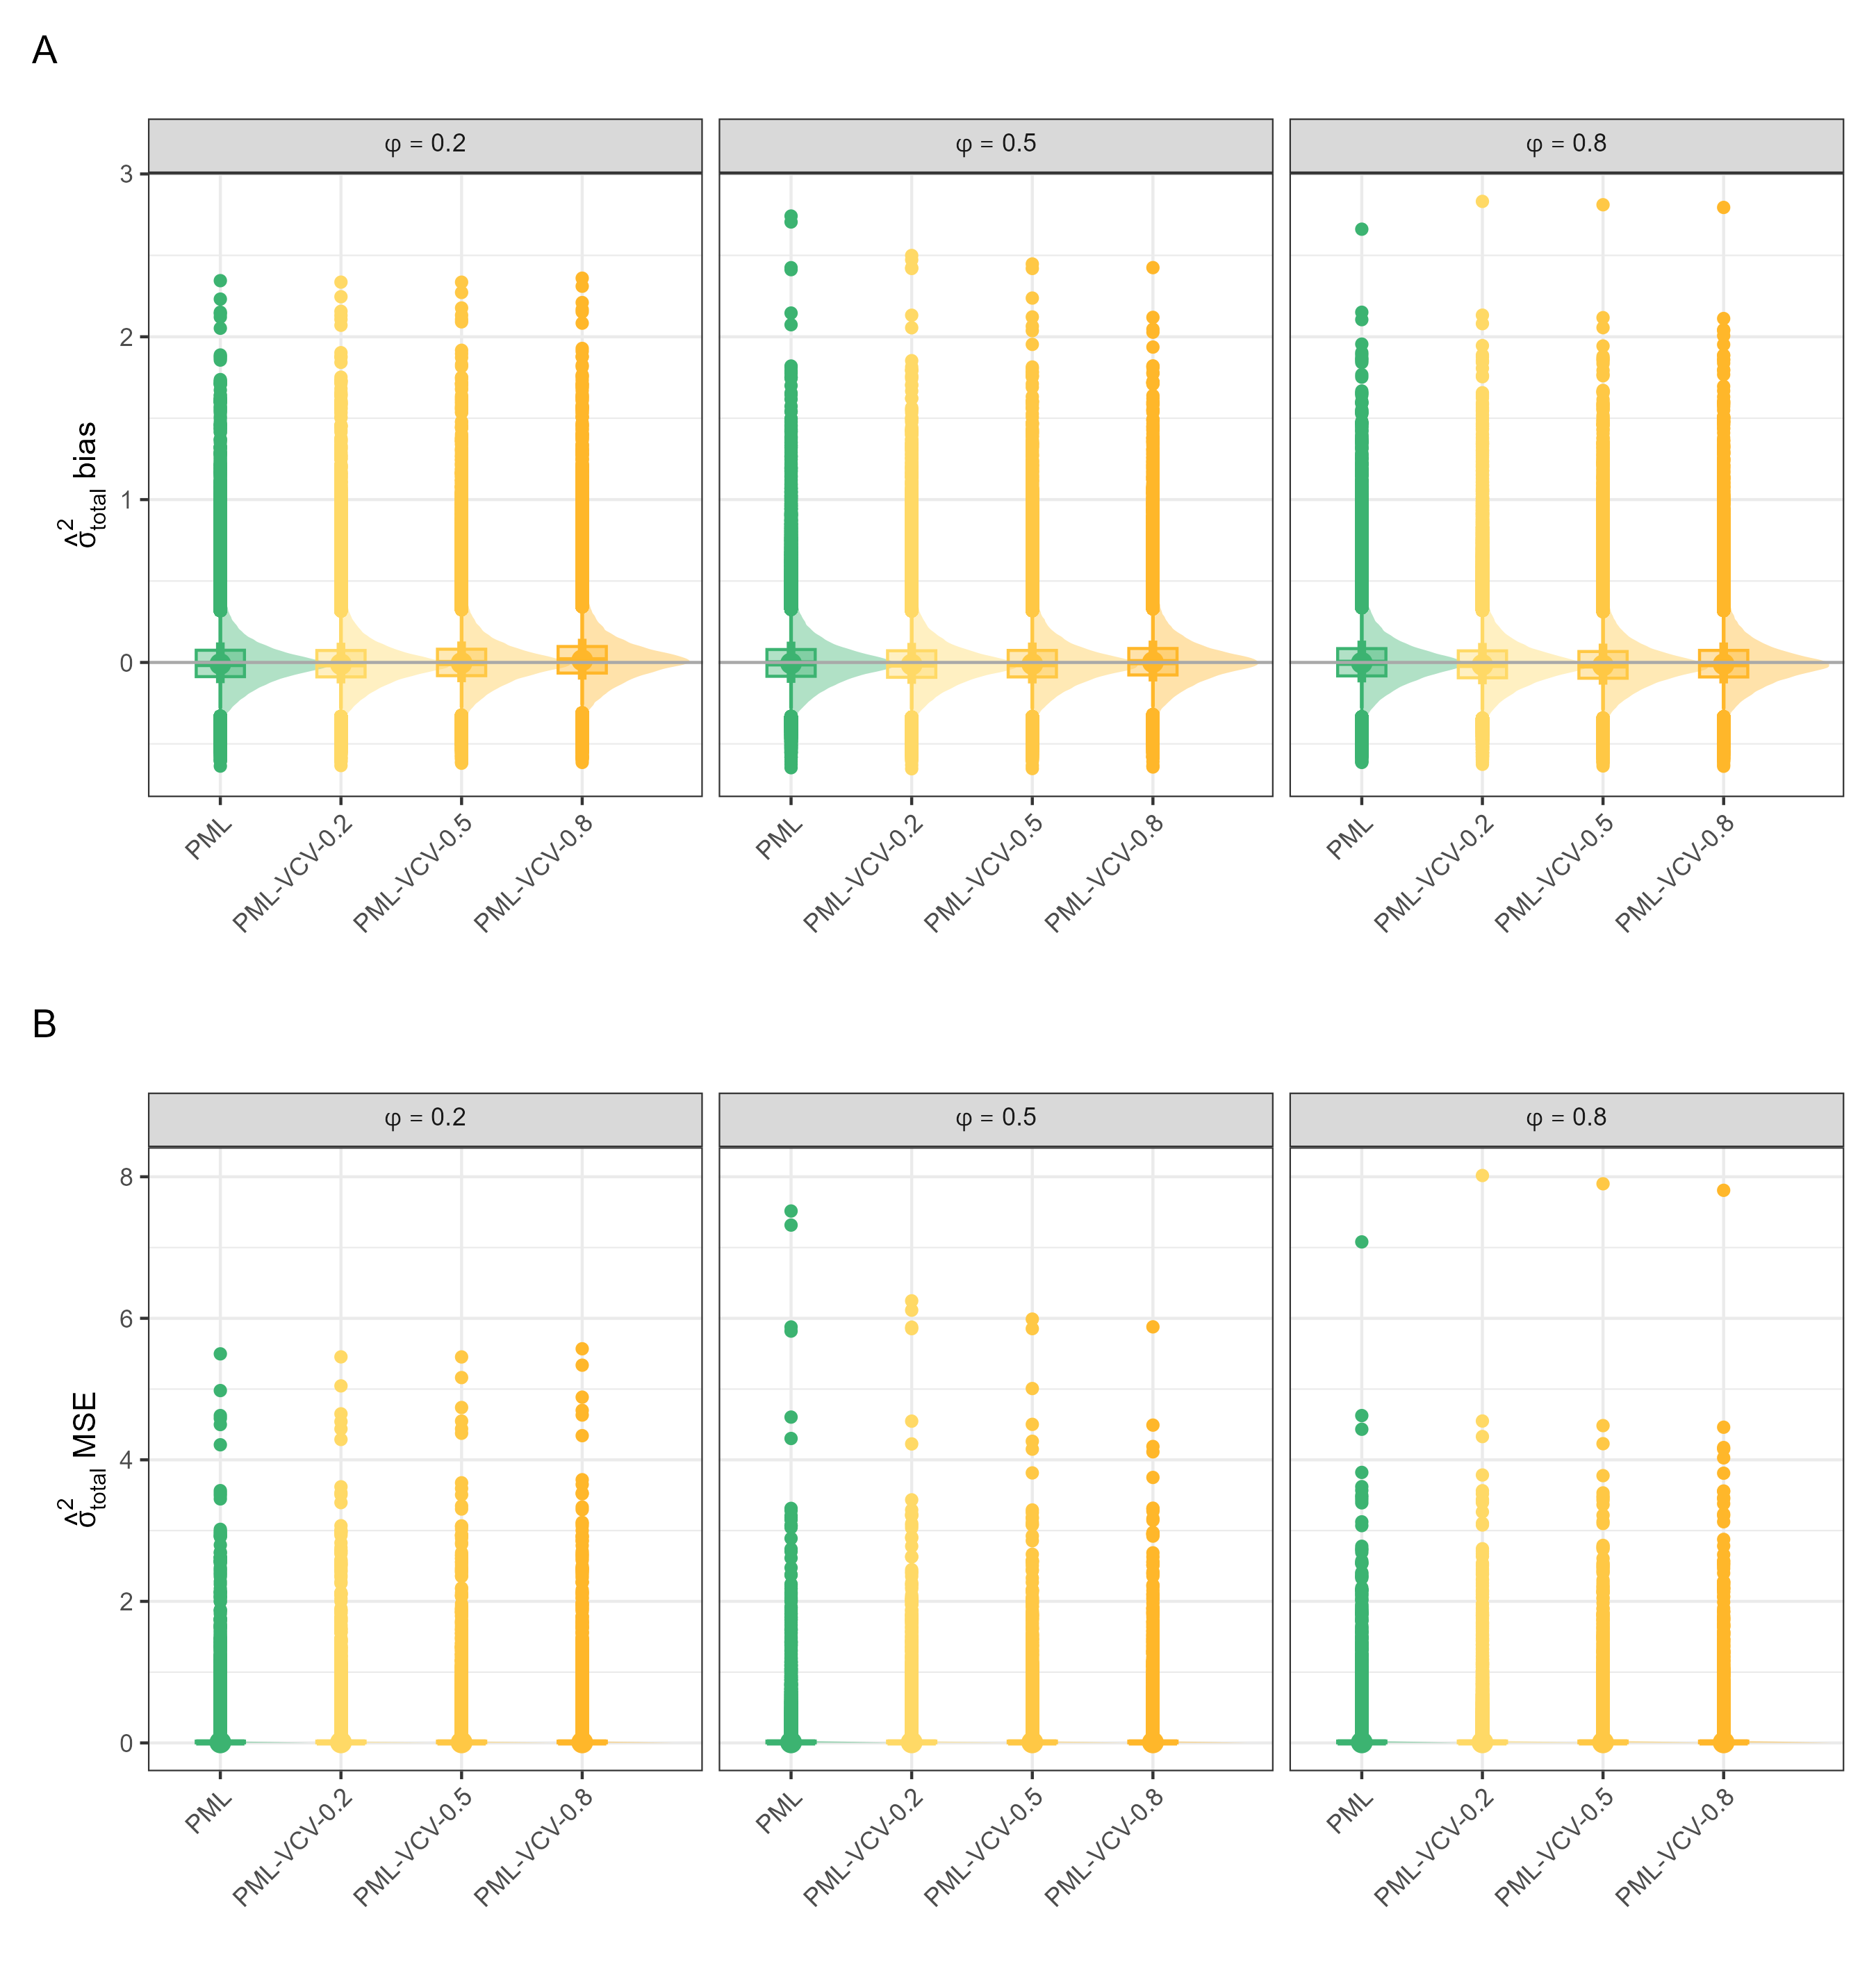 A
φ = 0.2
φ = 0.5
φ = 0.8
σ̂²total bias
3
2
1
0
PML
PML-VCV-0.2
PML-VCV-0.5
PML-VCV-0.8
PML
PML-VCV-0.2
PML-VCV-0.5
PML-VCV-0.8
PML
PML-VCV-0.2
PML-VCV-0.5
PML-VCV-0.8
B
φ = 0.2
φ = 0.5
φ = 0.8
σ̂²total MSE
8
6
4
2
0
PML
PML-VCV-0.2
PML-VCV-0.5
PML-VCV-0.8
PML
PML-VCV-0.2
PML-VCV-0.5
PML-VCV-0.8
PML
PML-VCV-0.2
PML-VCV-0.5
PML-VCV-0.8